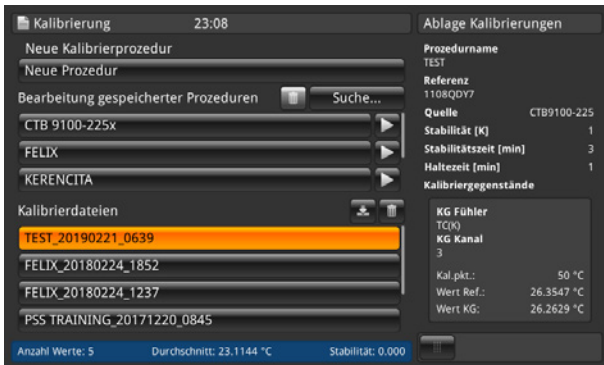 Kalibrierung 23:08
Neue Kalibrierprozedur
Neue Prozedur
Bearbeitung gespeicherter Prozeduren Suche...
CTB 9100-225x
FELIX
KERENCITA
Kalibrierdateien
TEST_20190221_0639
FELIX_20180224_1852
FELIX_20180224_1237
PSS TRAINING_20171220_0845
Anzahl Werte: 5 Durchschnitt: 23.1144 °C Stabilität: 0.000
Ablage Kalibrierungen
Prozedurname
TEST
Referenz
1108QDY7
Quelle CTB9100-225
Stabilität [K] 1
Stabilitätszeit [min] 3
Haltezeit [min] 1
Kalibriergegenstände
KG Fühler
TC(K)
KG Kanal
3
Kal.pkt.: 50 °C
Wert Ref.: 26.3547 °C
Wert KG: 26.2629 °C